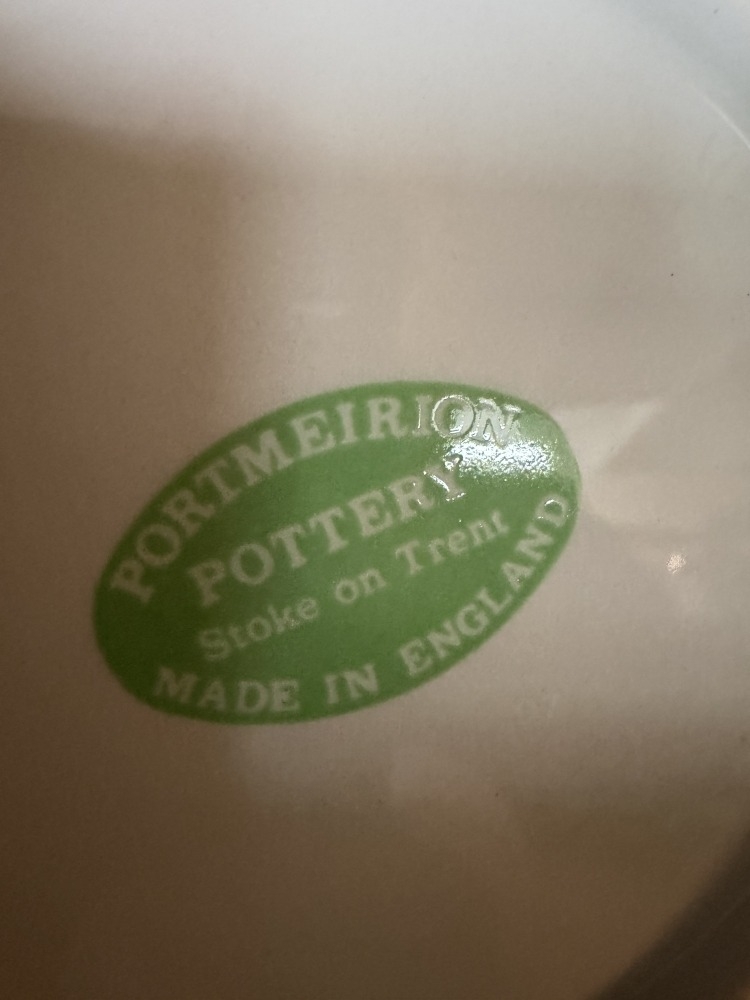 PORTMEIRION
POTTERY
Stoke on Trent
MADE IN ENGLAND